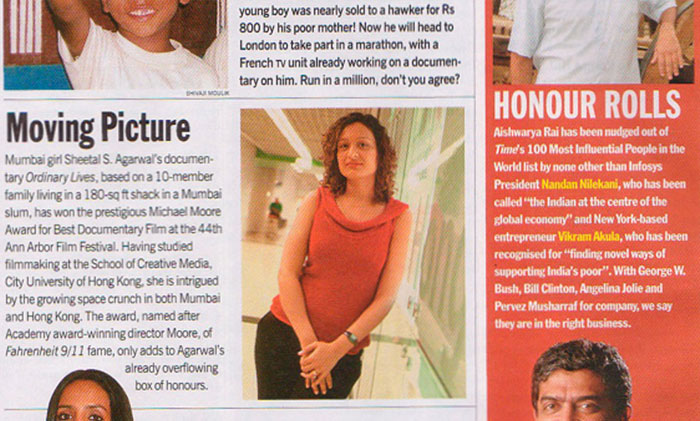 young boy was nearly sold to a hawker for Rs
800 by his poor mother! Now he will head to
London to take part in a marathon, with a
French TV unit already working on a documen-
tary on him. Run in a million, don't you agree?
SHIVAJI MOULIK
Moving Picture
Mumbai girl Sheetal S. Agarwal's documen-
tary Ordinary Lives, based on a 10-member
family living in a 180-sq ft shack in a Mumbai
slum, has won the prestigious Michael Moore
Award for Best Documentary Film at the 44th
Ann Arbor Film Festival. Having studied
filmmaking at the School of Creative Media,
City University of Hong Kong, she is intrigued
by the growing space crunch in both Mumbai
and Hong Kong. The award, named after
Academy award-winning director Moore, of
Fahrenheit 9/11 fame, only adds to Agarwal's
already overflowing
box of honours.
HONOUR ROLLS
Aishwarya Rai has been nudged out of
Time's 100 Most Influential People in the
World list by none other than Infosys
President Nandan Nilekani, who has been
called "the Indian at the centre of the
global economy" and New York-based
entrepreneur Vikram Akula, who has been
recognised for "finding novel ways of
supporting India's poor". With George W.
Bush, Bill Clinton, Angelina Jolie and
Pervez Musharraf for company, we say
they are in the right business.